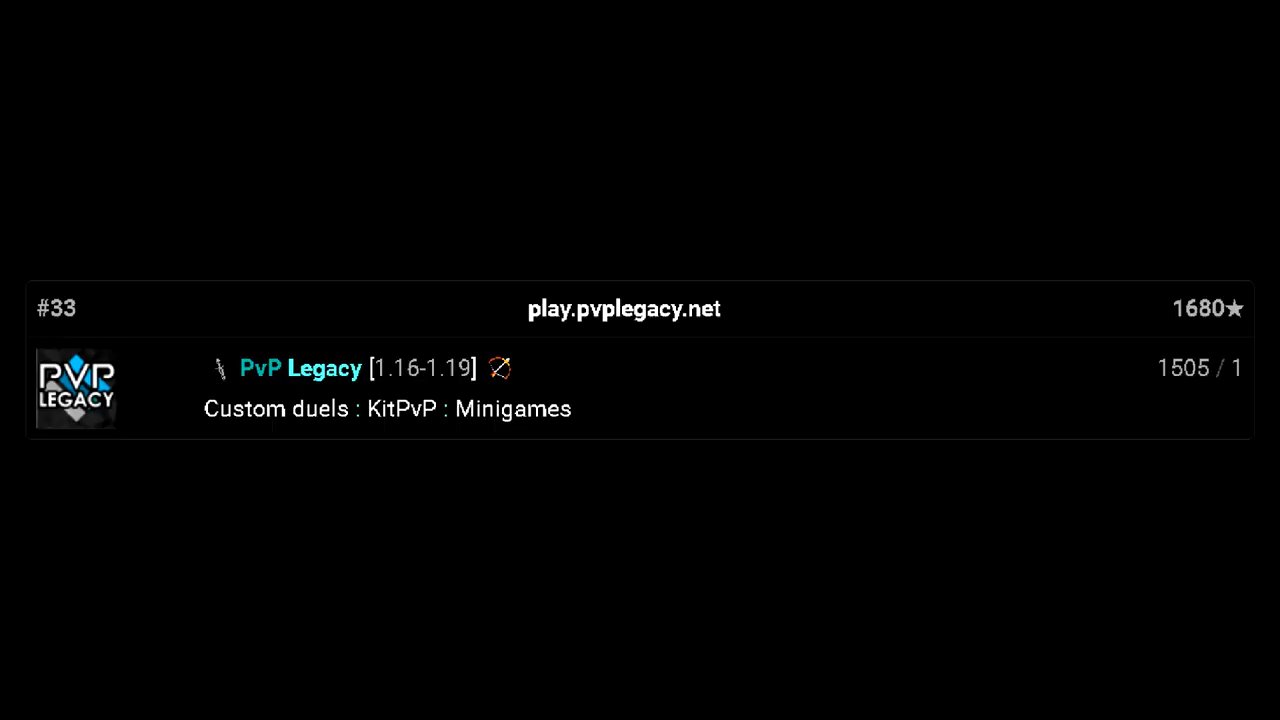 #33
play.pvplegacy.net
1680★
PVP
LEGACY
PvP Legacy [1.16-1.19] 🏹
1505 / 1
Custom duels : KitPvP : Minigames